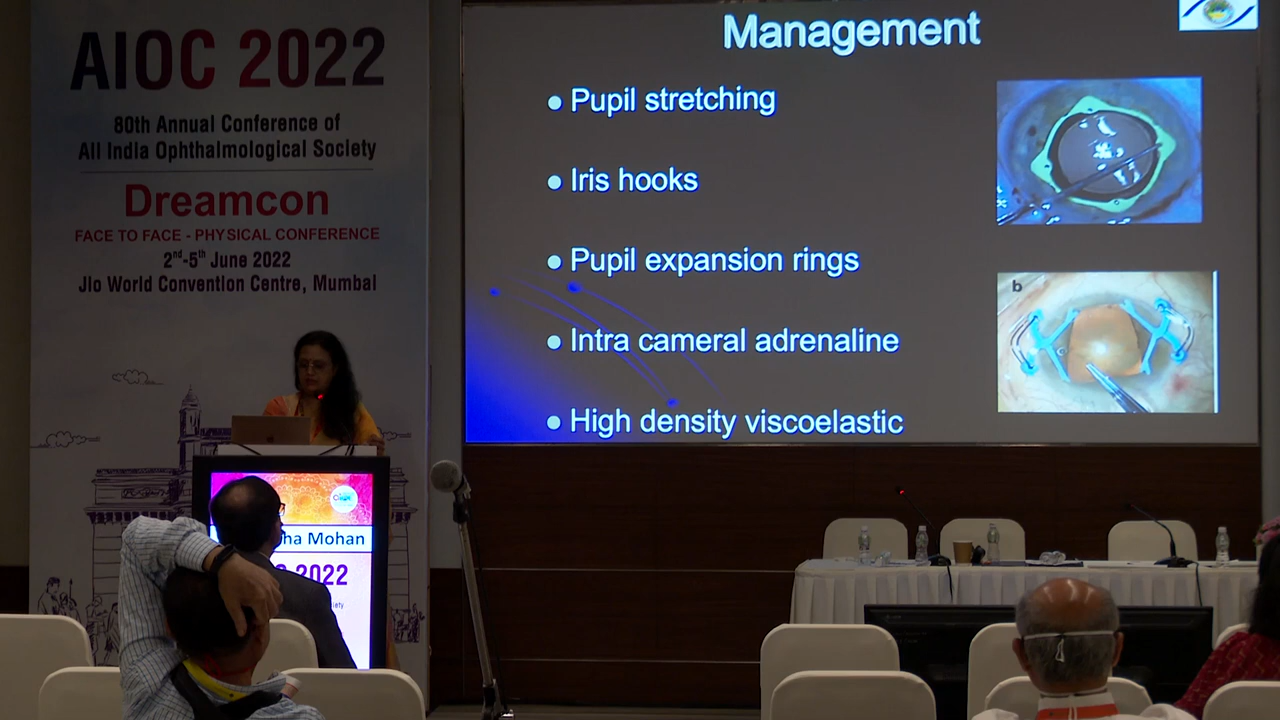 AIOC 2022
80th Annual Conference of
All India Ophthalmological Society
Dreamcon
FACE TO FACE - PHYSICAL CONFERENCE
2nd-5th June 2022
Jio World Convention Centre, Mumbai
Management
● Pupil stretching
● Iris hooks
● Pupil expansion rings
● Intra cameral adrenaline
● High density viscoelastic
b
ha Mohan
2022